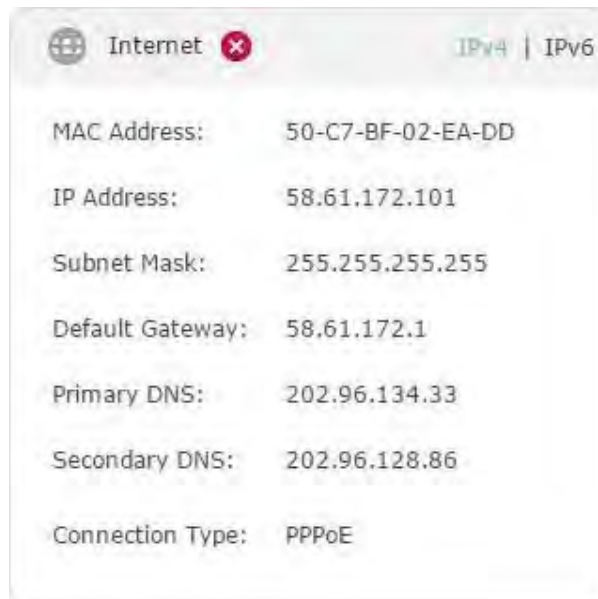 Internet IPv4 | IPv6
MAC Address: 50-C7-BF-02-EA-DD
IP Address: 58.61.172.101
Subnet Mask: 255.255.255.255
Default Gateway: 58.61.172.1
Primary DNS: 202.96.134.33
Secondary DNS: 202.96.128.86
Connection Type: PPPoE